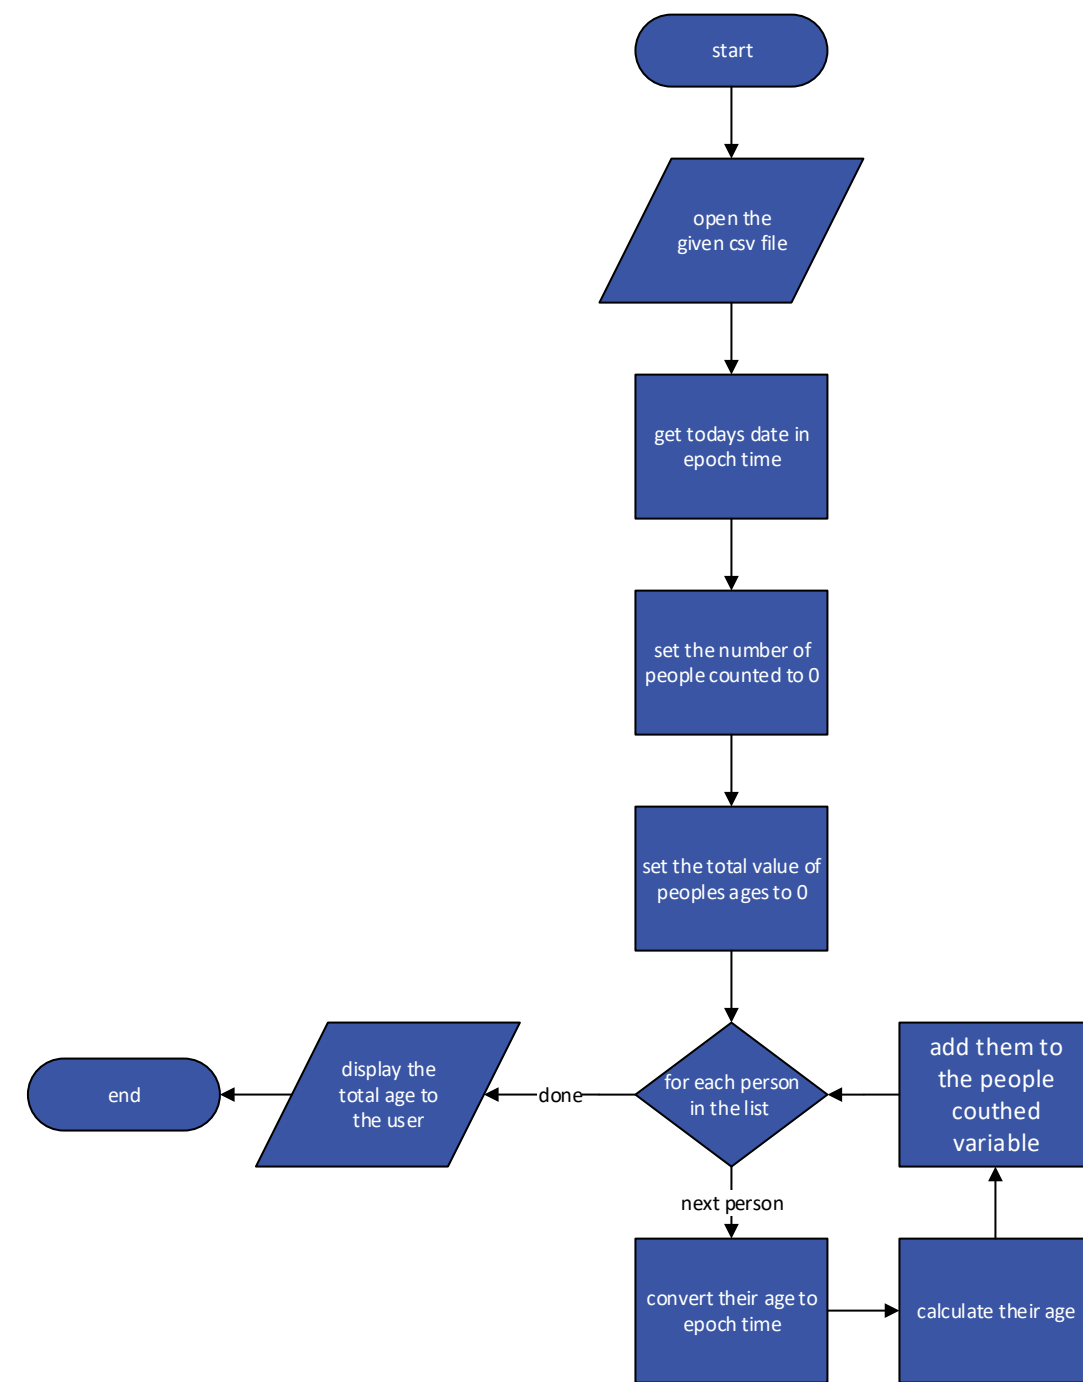 start
open the
given csv file
get todays date in
epoch time
set the number of
people counted to 0
set the total value of
peoples ages to 0
for each person
in the list
done
display the
total age to
the user
end
next person
convert their age to
epoch time
calculate their age
add them to
the people
couthed
variable